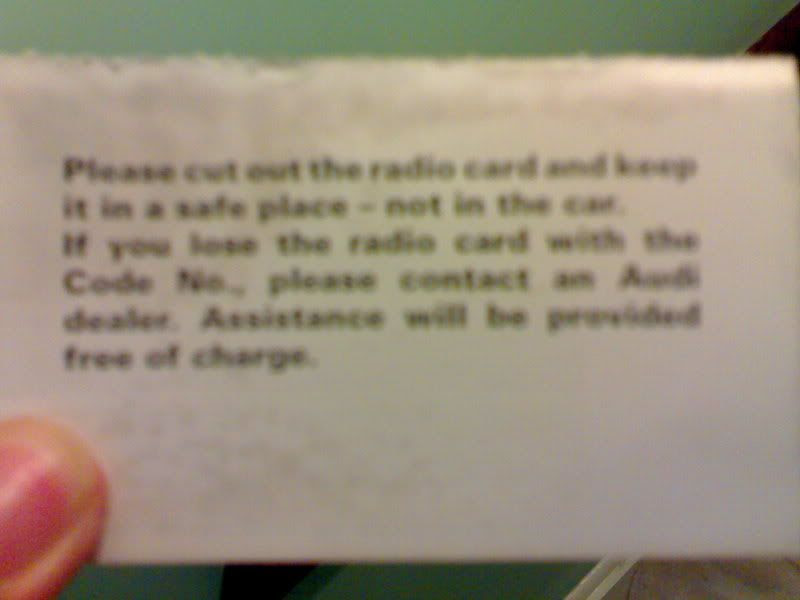 Please cut out the radio card and keep
it in a safe place – not in the car.
If you lose the radio card with the
Code No., please contact an Audi
dealer. Assistance will be provided
free of charge.